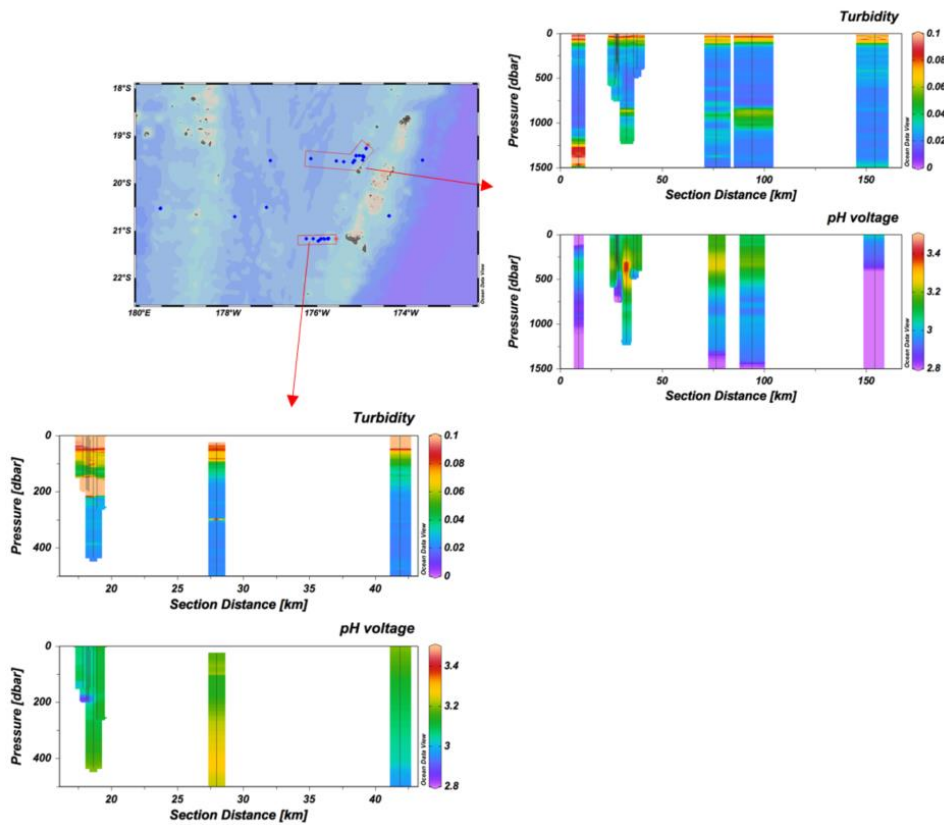 Turbidity
0
500
1000
1500
Pressure [dbar]
0.1
0.08
0.06
0.04
0.02
0
Ocean Data View
0 50 100 150
Section Distance [km]
18°S
19°S
20°S
21°S
22°S
180°E 178°W 176°W 174°W
Ocean Data View
pH voltage
0
500
1000
1500
Pressure [dbar]
3.4
3.2
3
2.8
Ocean Data View
0 50 100 150
Section Distance [km]
Turbidity
0
200
400
Pressure [dbar]
0.1
0.08
0.06
0.04
0.02
0
Ocean Data View
20 25 30 35 40
Section Distance [km]
pH voltage
0
200
400
Pressure [dbar]
3.4
3.2
3
2.8
Ocean Data View
20 25 30 35 40
Section Distance [km]